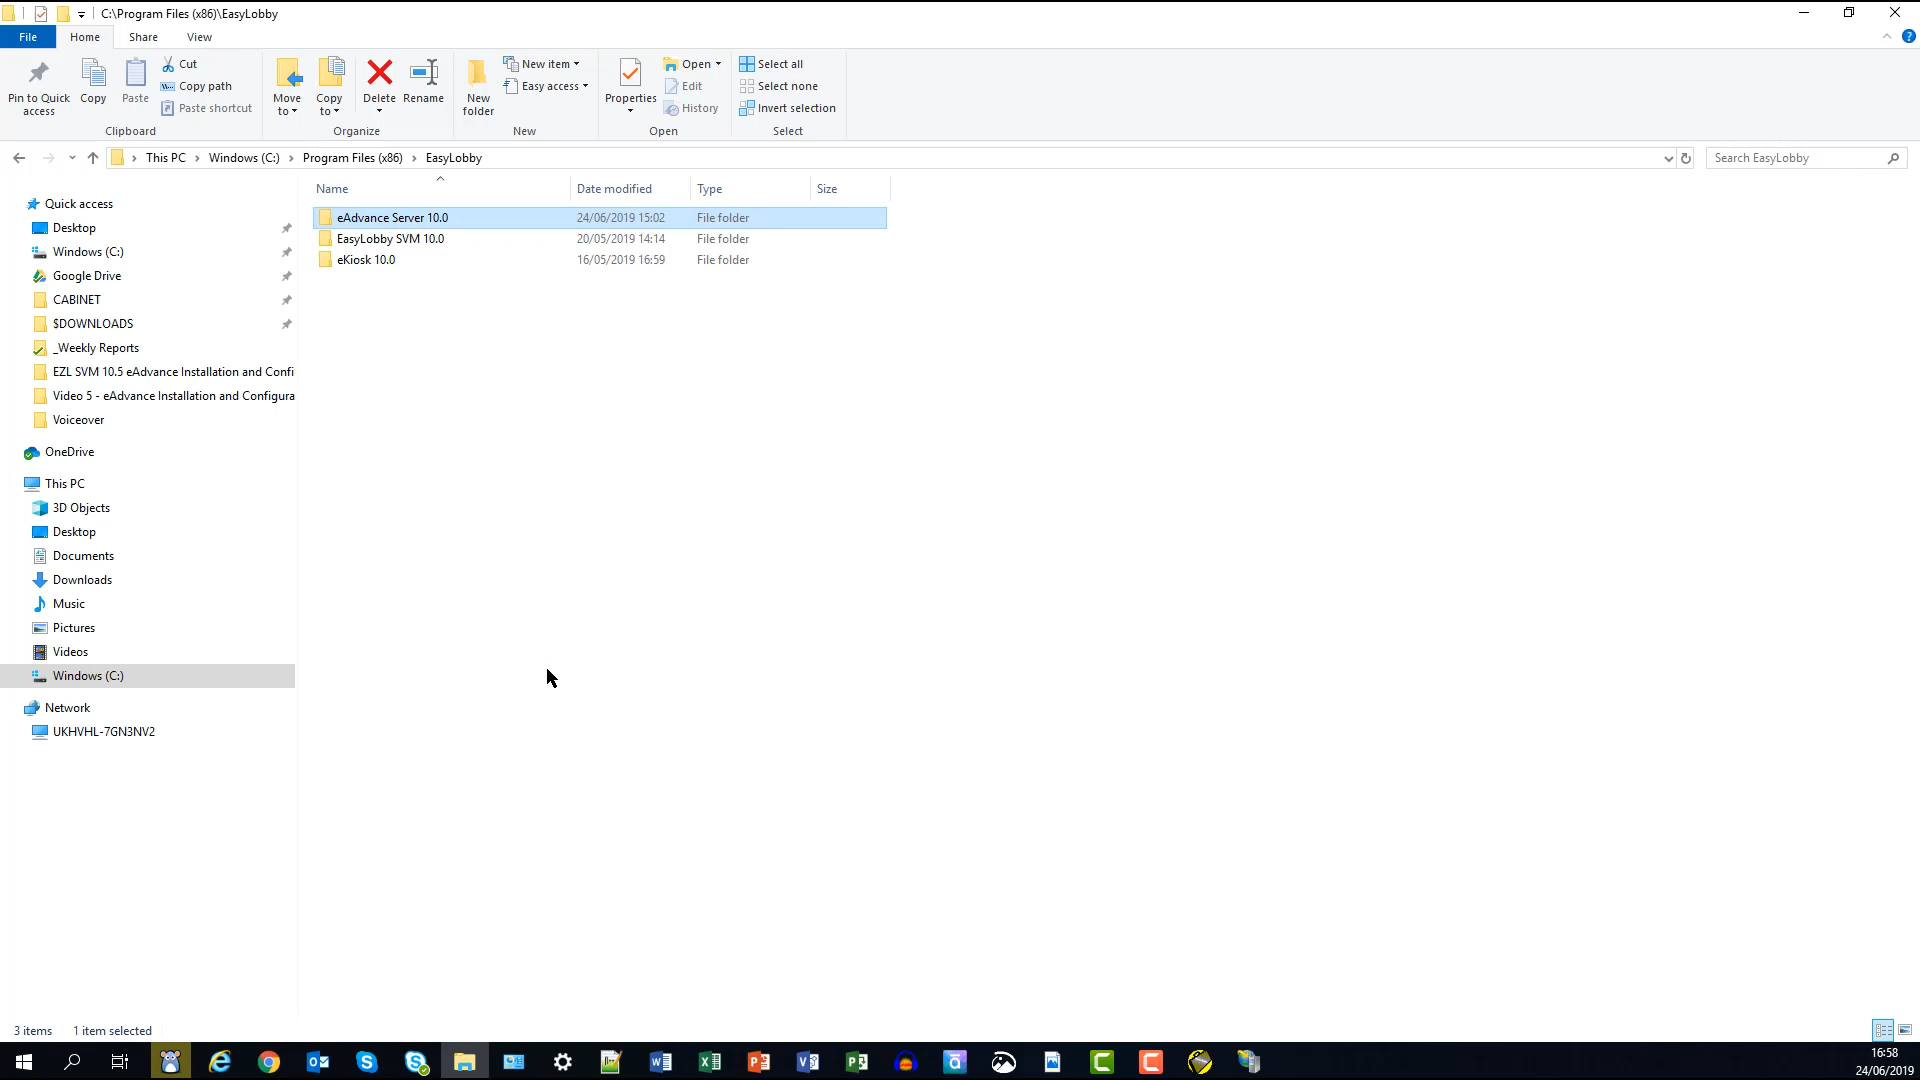 C:\Program Files (x86)\EasyLobby
File
Home
Share
View
Pin to Quick access
Copy
Paste
Cut
Copy path
Paste shortcut
Clipboard
Move to
Copy to
Delete
Rename
Organize
New folder
New item
Easy access
New
Properties
Open
Edit
History
Open
Select all
Select none
Invert selection
Select
This PC
Windows (C:)
Program Files (x86)
EasyLobby
Search EasyLobby
Name
Date modified
Type
Size
eAdvance Server 10.0 24/06/2019 15:02 File folder
EasyLobby SVM 10.0 20/05/2019 14:14 File folder
eKiosk 10.0 16/05/2019 16:59 File folder
Quick access
Desktop
Windows (C:)
Google Drive
CABINET
$DOWNLOADS
_Weekly Reports
EZL SVM 10.5 eAdvance Installation and Confi
Video 5 - eAdvance Installation and Configura
Voiceover
OneDrive
This PC
3D Objects
Desktop
Documents
Downloads
Music
Pictures
Videos
Windows (C:)
Network
UKHVHL-7GN3NV2
3 items
1 item selected
16:58
24/06/2019